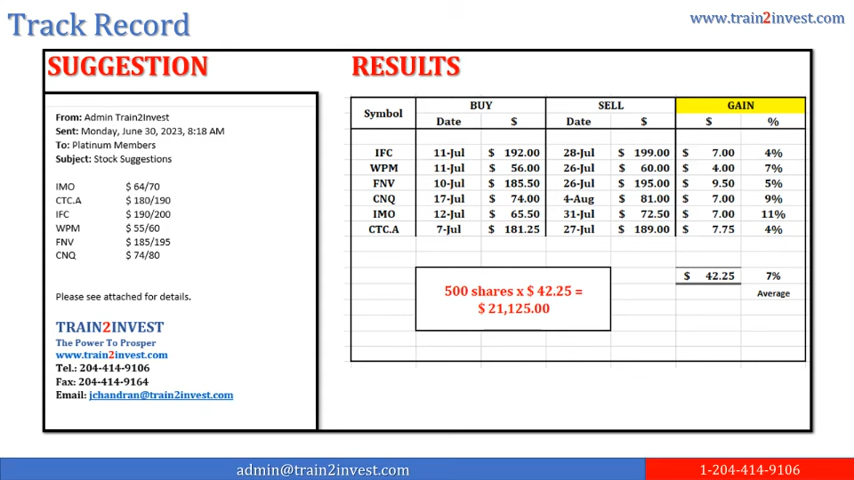 Track Record
www.train2invest.com
SUGGESTION
From: Admin Train2Invest
Sent: Monday, June 30, 2023, 8:18 AM
To: Platinum Members
Subject: Stock Suggestions
IMO $ 64/70
CTC.A $ 180/190
IFC $ 190/200
WPM $ 55/60
FNV $ 185/195
CNQ $ 74/80
Please see attached for details.
TRAIN2INVEST
The Power To Prosper
www.train2invest.com
Tel.: 204-414-9106
Fax: 204-414-9164
Email: jchandran@train2invest.com
RESULTS
Symbol BUY SELL GAIN
Date $ Date $ $ %
IFC 11-Jul $ 192.00 28-Jul $ 199.00 $ 7.00 4%
WPM 11-Jul $ 56.00 26-Jul $ 60.00 $ 4.00 7%
FNV 10-Jul $ 185.50 26-Jul $ 195.00 $ 9.50 5%
CNQ 17-Jul $ 74.00 4-Aug $ 81.00 $ 7.00 9%
IMO 12-Jul $ 65.50 31-Jul $ 72.50 $ 7.00 11%
CTC.A 7-Jul $ 181.25 27-Jul $ 189.00 $ 7.75 4%
$ 42.25 7%
Average
500 shares x $ 42.25 =
$ 21,125.00
admin@train2invest.com
1-204-414-9106